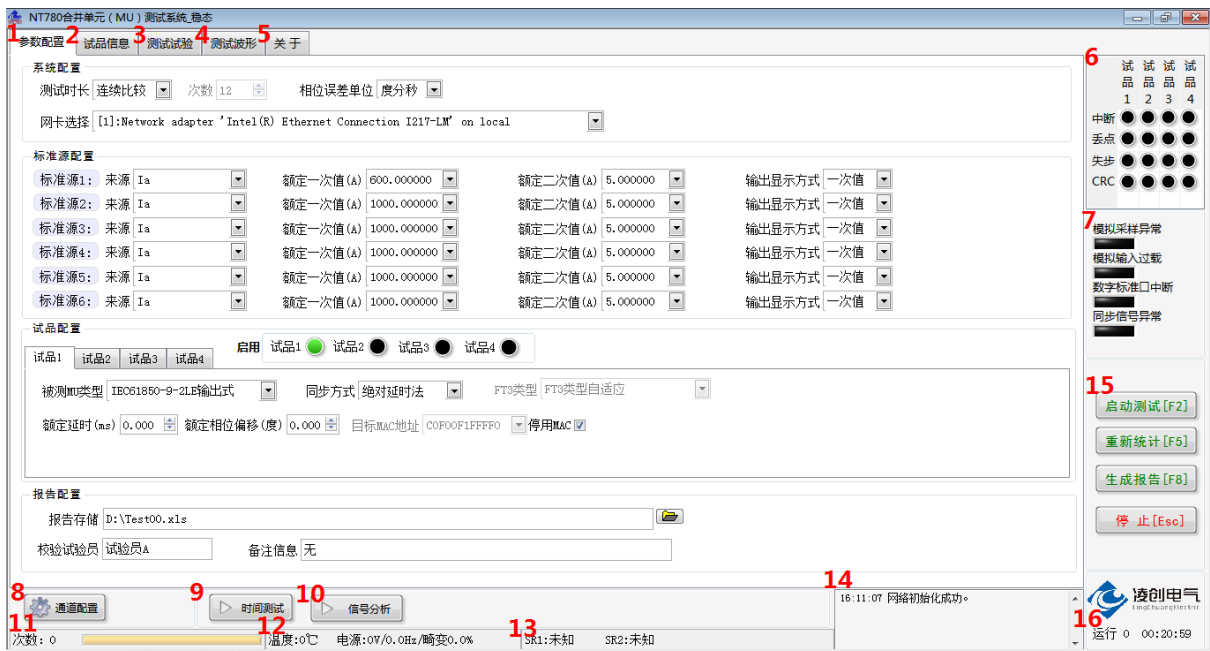 NT780合并单元（MU）测试系统_稳态
1 参数配置 2 试品信息 3 测试试验 4 测试波形 5 关于
系统配置
测试时长 连续比较 次数 12 相位误差单位 度分秒
网卡选择 [1]:Network adapter 'Intel(R) Ethernet Connection I217-LM' on local
标准源配置
标准源1: 来源 Ia 额定一次值(A) 600.000000 额定二次值(A) 5.000000 输出显示方式 一次值
标准源2: 来源 Ia 额定一次值(A) 1000.000000 额定二次值(A) 5.000000 输出显示方式 一次值
标准源3: 来源 Ia 额定一次值(A) 1000.000000 额定二次值(A) 5.000000 输出显示方式 一次值
标准源4: 来源 Ia 额定一次值(A) 1000.000000 额定二次值(A) 5.000000 输出显示方式 一次值
标准源5: 来源 Ia 额定一次值(A) 1000.000000 额定二次值(A) 5.000000 输出显示方式 一次值
标准源6: 来源 Ia 额定一次值(A) 1000.000000 额定二次值(A) 5.000000 输出显示方式 一次值
试品配置
试品1 试品2 试品3 试品4 启用 试品1 试品2 试品3 试品4
被测MU类型 IEC61850-9-2LE输出式 同步方式 绝对延时法 FT3类型 FT3类型自适应
额定延时(ms) 0.000 额定相位偏移(度) 0.000 目标MAC地址 C0F00F1FFFF0 停用MAC
报告配置
报告存储 D:\Test00.xls
校验试验员 试验员A 备注信息 无
6
试品1 试品2 试品3 试品4
中断
丢点
失步
CRC
7
模拟采样异常
模拟输入过载
数字标准口中断
同步信号异常
15
启动测试[F2]
重新统计[F5]
生成报告[F8]
停 止[Esc]
8 通道配置 9 时间测试 10 信号分析
14
16:11:07 网络初始化成功。
凌创电气
LingChuangElectric
11 次数: 0 12 温度:0℃ 电源:0V/0.0Hz/畸变0.0% 13 SR1:未知 SR2:未知
16 运行 0 00:20:59